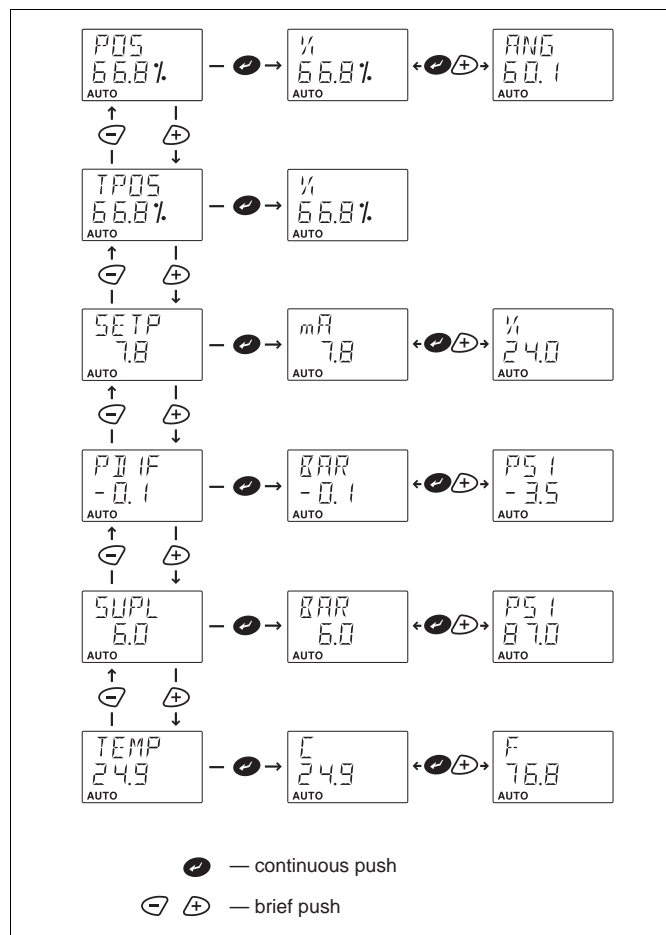 POS
66.8%
AUTO
%
66.8%
AUTO
ANG
60.1
AUTO
TPOS
66.8%
AUTO
%
66.8%
AUTO
SETP
7.8
AUTO
mA
7.8
AUTO
%
24.0
AUTO
PDIF
-0.1
AUTO
BAR
-0.1
AUTO
PSI
-3.5
AUTO
SUPL
6.0
AUTO
BAR
6.0
AUTO
PSI
87.0
AUTO
TEMP
24.9
AUTO
C
24.9
AUTO
F
76.8
AUTO
— continuous push
— brief push